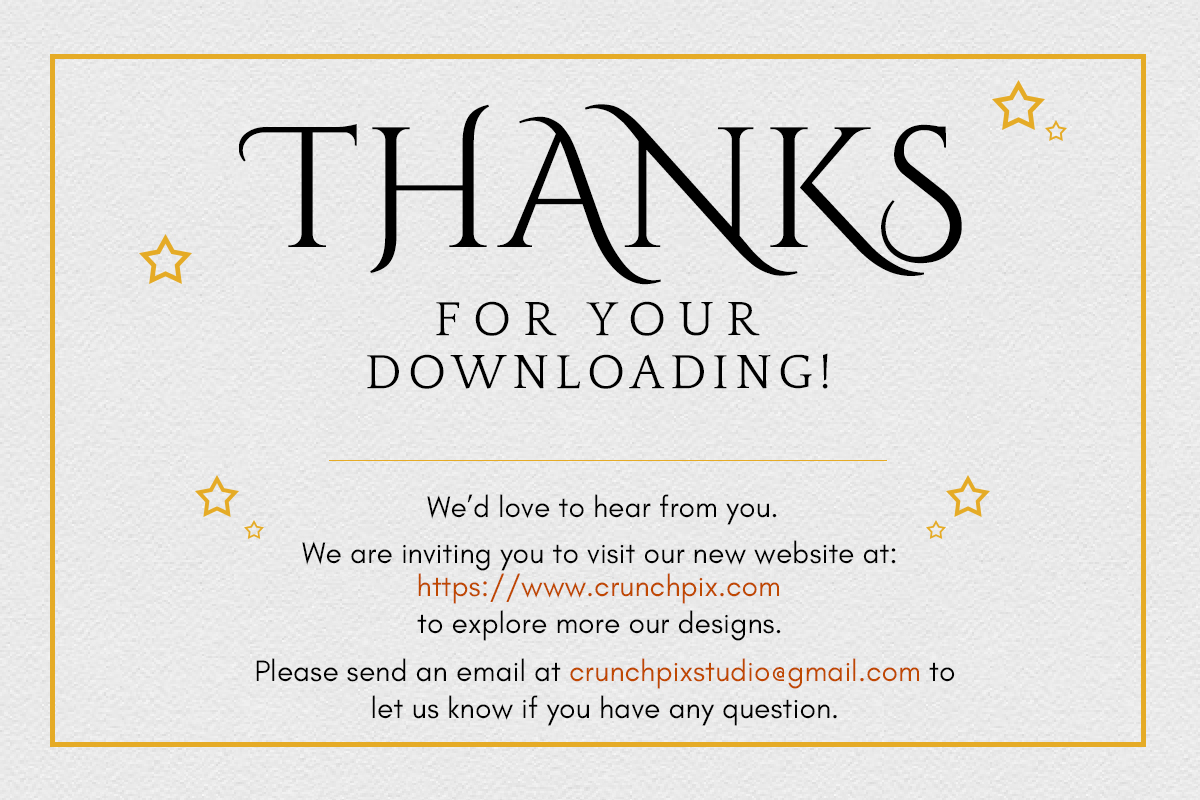 THANKS
FOR YOUR
DOWNLOADING!
We’d love to hear from you.
We are inviting you to visit our new website at:
https://www.crunchpix.com
to explore more our designs.
Please send an email at crunchpixstudio@gmail.com to
let us know if you have any question.